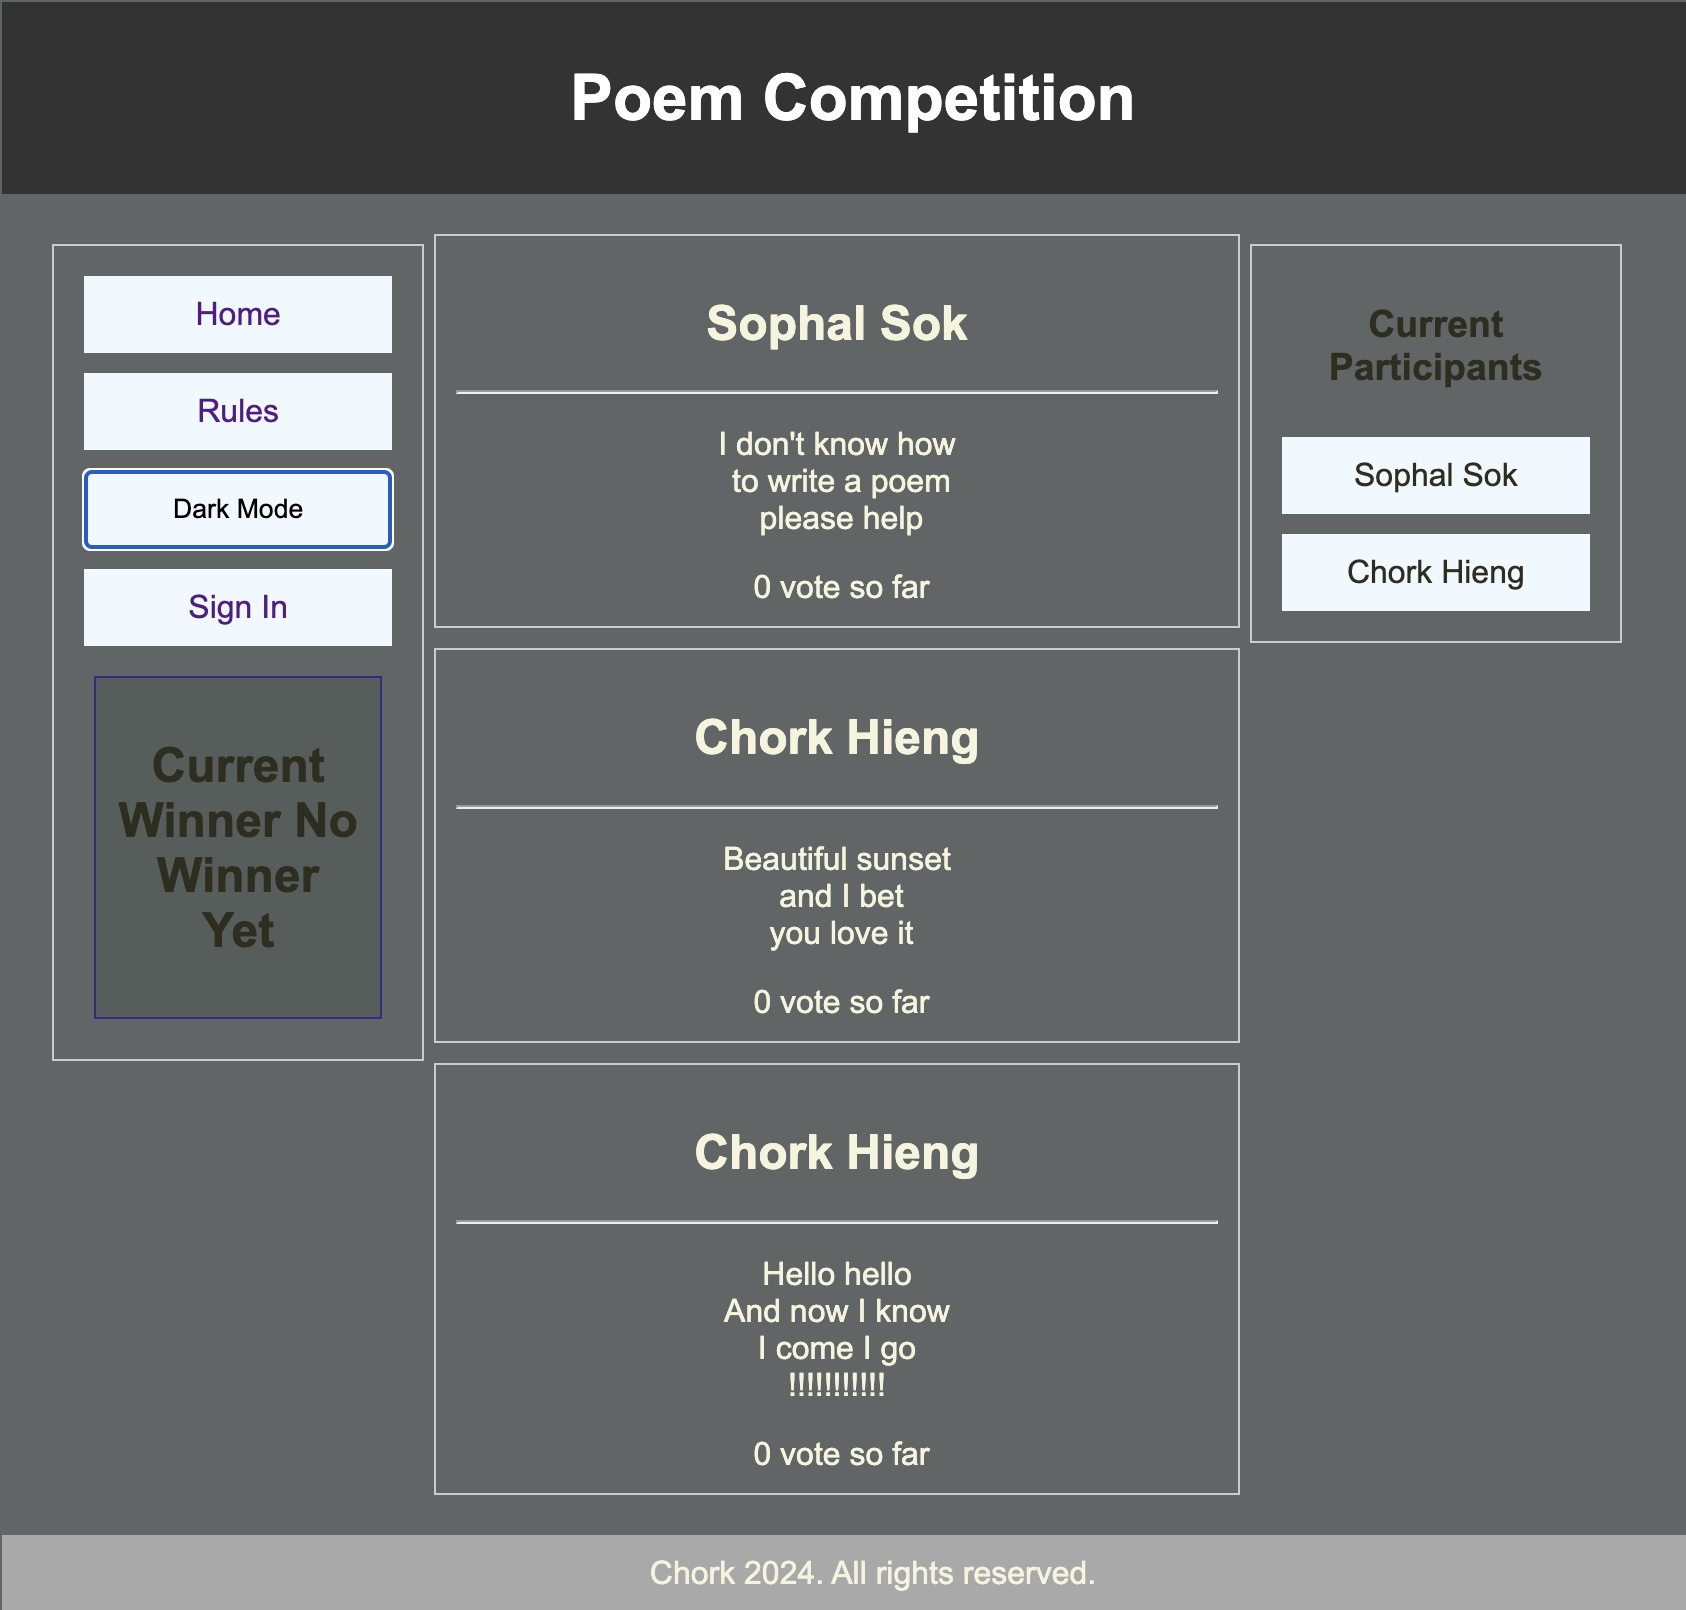 Poem Competition
Home
Rules
Dark Mode
Sign In
Current
Winner No
Winner
Yet
Sophal Sok
I don't know how
to write a poem
please help
0 vote so far
Chork Hieng
Beautiful sunset
and I bet
you love it
0 vote so far
Chork Hieng
Hello hello
And now I know
I come I go
!!!!!!!!!!!
0 vote so far
Current
Participants
Sophal Sok
Chork Hieng
Chork 2024. All rights reserved.